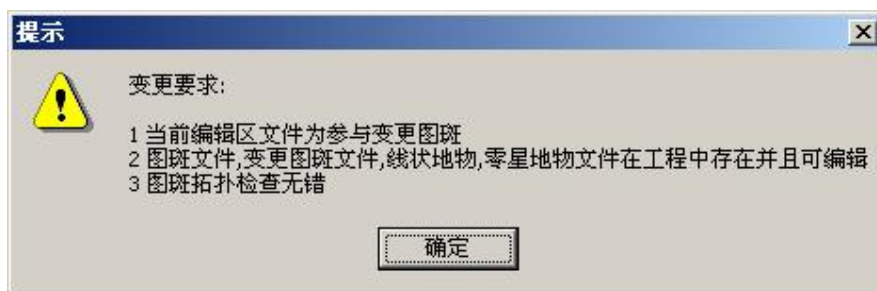 提示
变更要求:
1 当前编辑区文件为参与变更图斑
2 图斑文件,变更图斑文件,线状地物,零星地物文件在工程中存在并且可编辑
3 图斑拓扑检查无错
确定